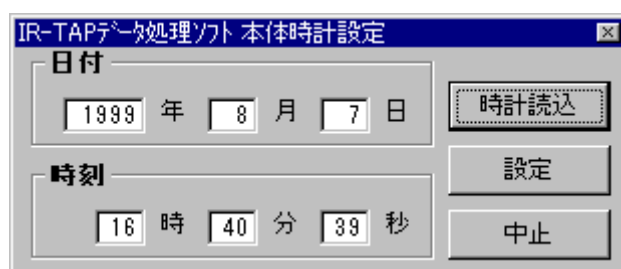 IR-TAPﾃﾞｰﾀ処理ソフト 本体時計設定
日付
1999 年 8 月 7 日
時計読込
設定
時刻
16 時 40 分 39 秒
中止